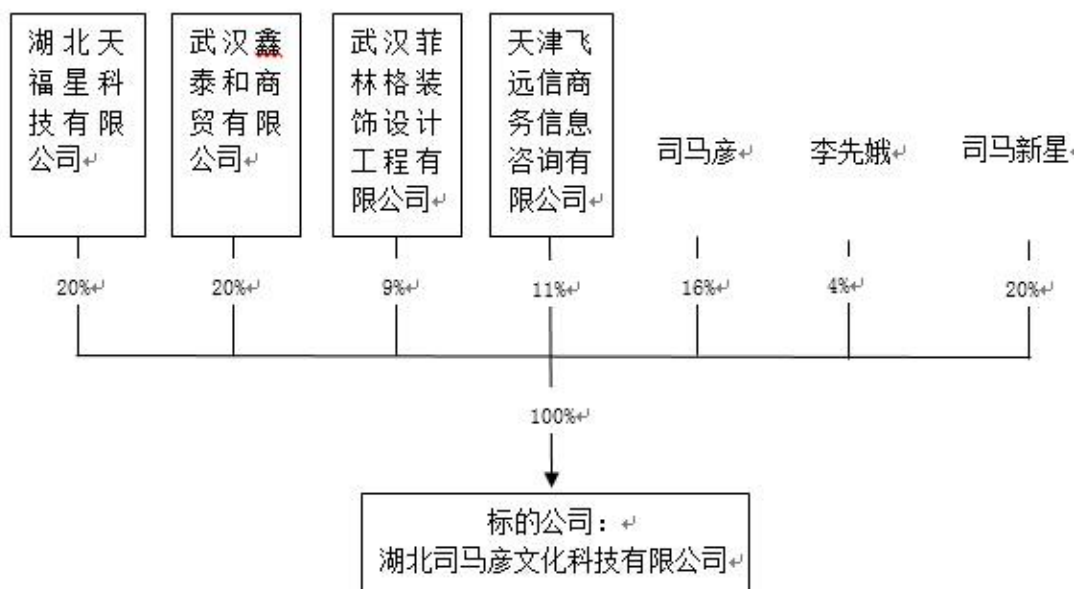 湖北天
福星科
技有限
公司
武汉鑫
泰和商
贸有限
公司
武汉菲
林格装
饰设计
工程有
限公司
天津飞
远信商
务信息
咨询有
限公司
司马彦
李先娥
司马新星
20%
20%
9%
11%
16%
4%
20%
100%
标的公司：
湖北司马彦文化科技有限公司